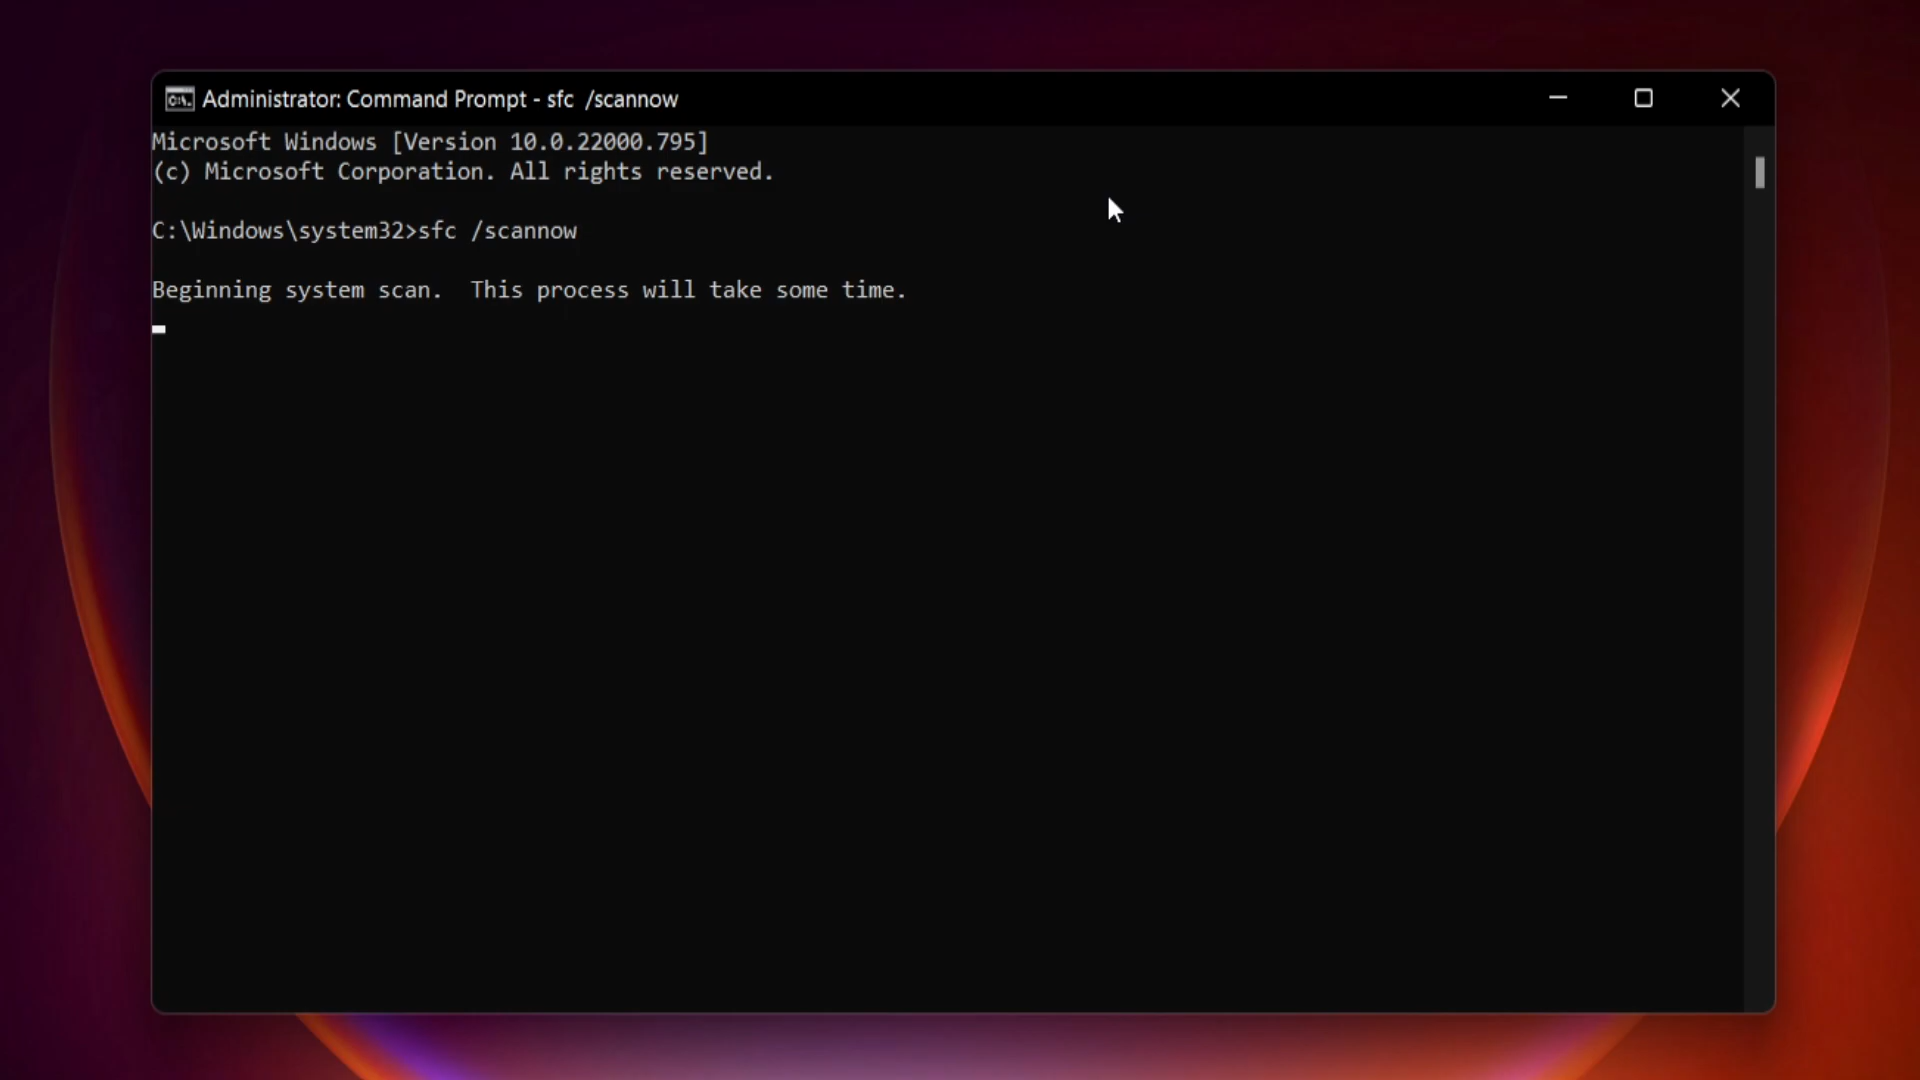 Administrator: Command Prompt - sfc  /scannow
Microsoft Windows [Version 10.0.22000.795]
(c) Microsoft Corporation. All rights reserved.
C:\Windows\system32>sfc /scannow
Beginning system scan.  This process will take some time.